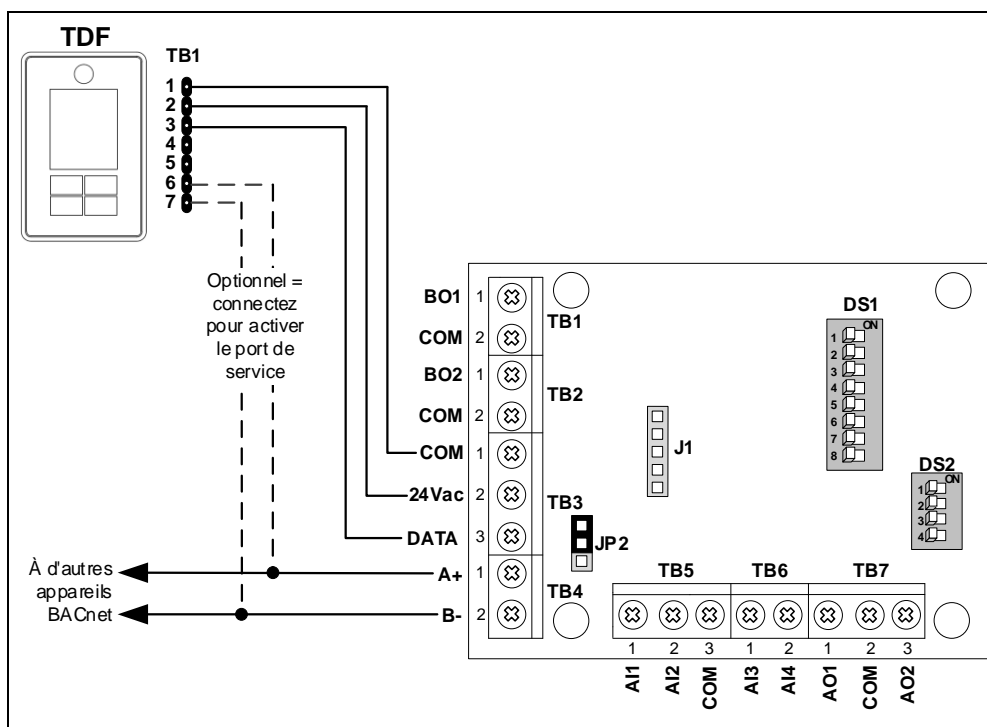 TDF
TB1
1
2
3
4
5
6
7
Optionnel =
connectez
pour activer
le port de
service
À d'autres
appareils
BACnet
BO1 1
COM 2
TB1
BO2 1
COM 2
TB2
COM 1
24Vac 2
DATA 3
TB3
A+ 1
B- 2
TB4
J1
JP2
DS1
ON
1
2
3
4
5
6
7
8
DS2
ON
1
2
3
4
TB5 TB6 TB7
1 2 3 1 2 1 2 3
AI1 AI2 COM AI3 AI4 AO1 COM AO2